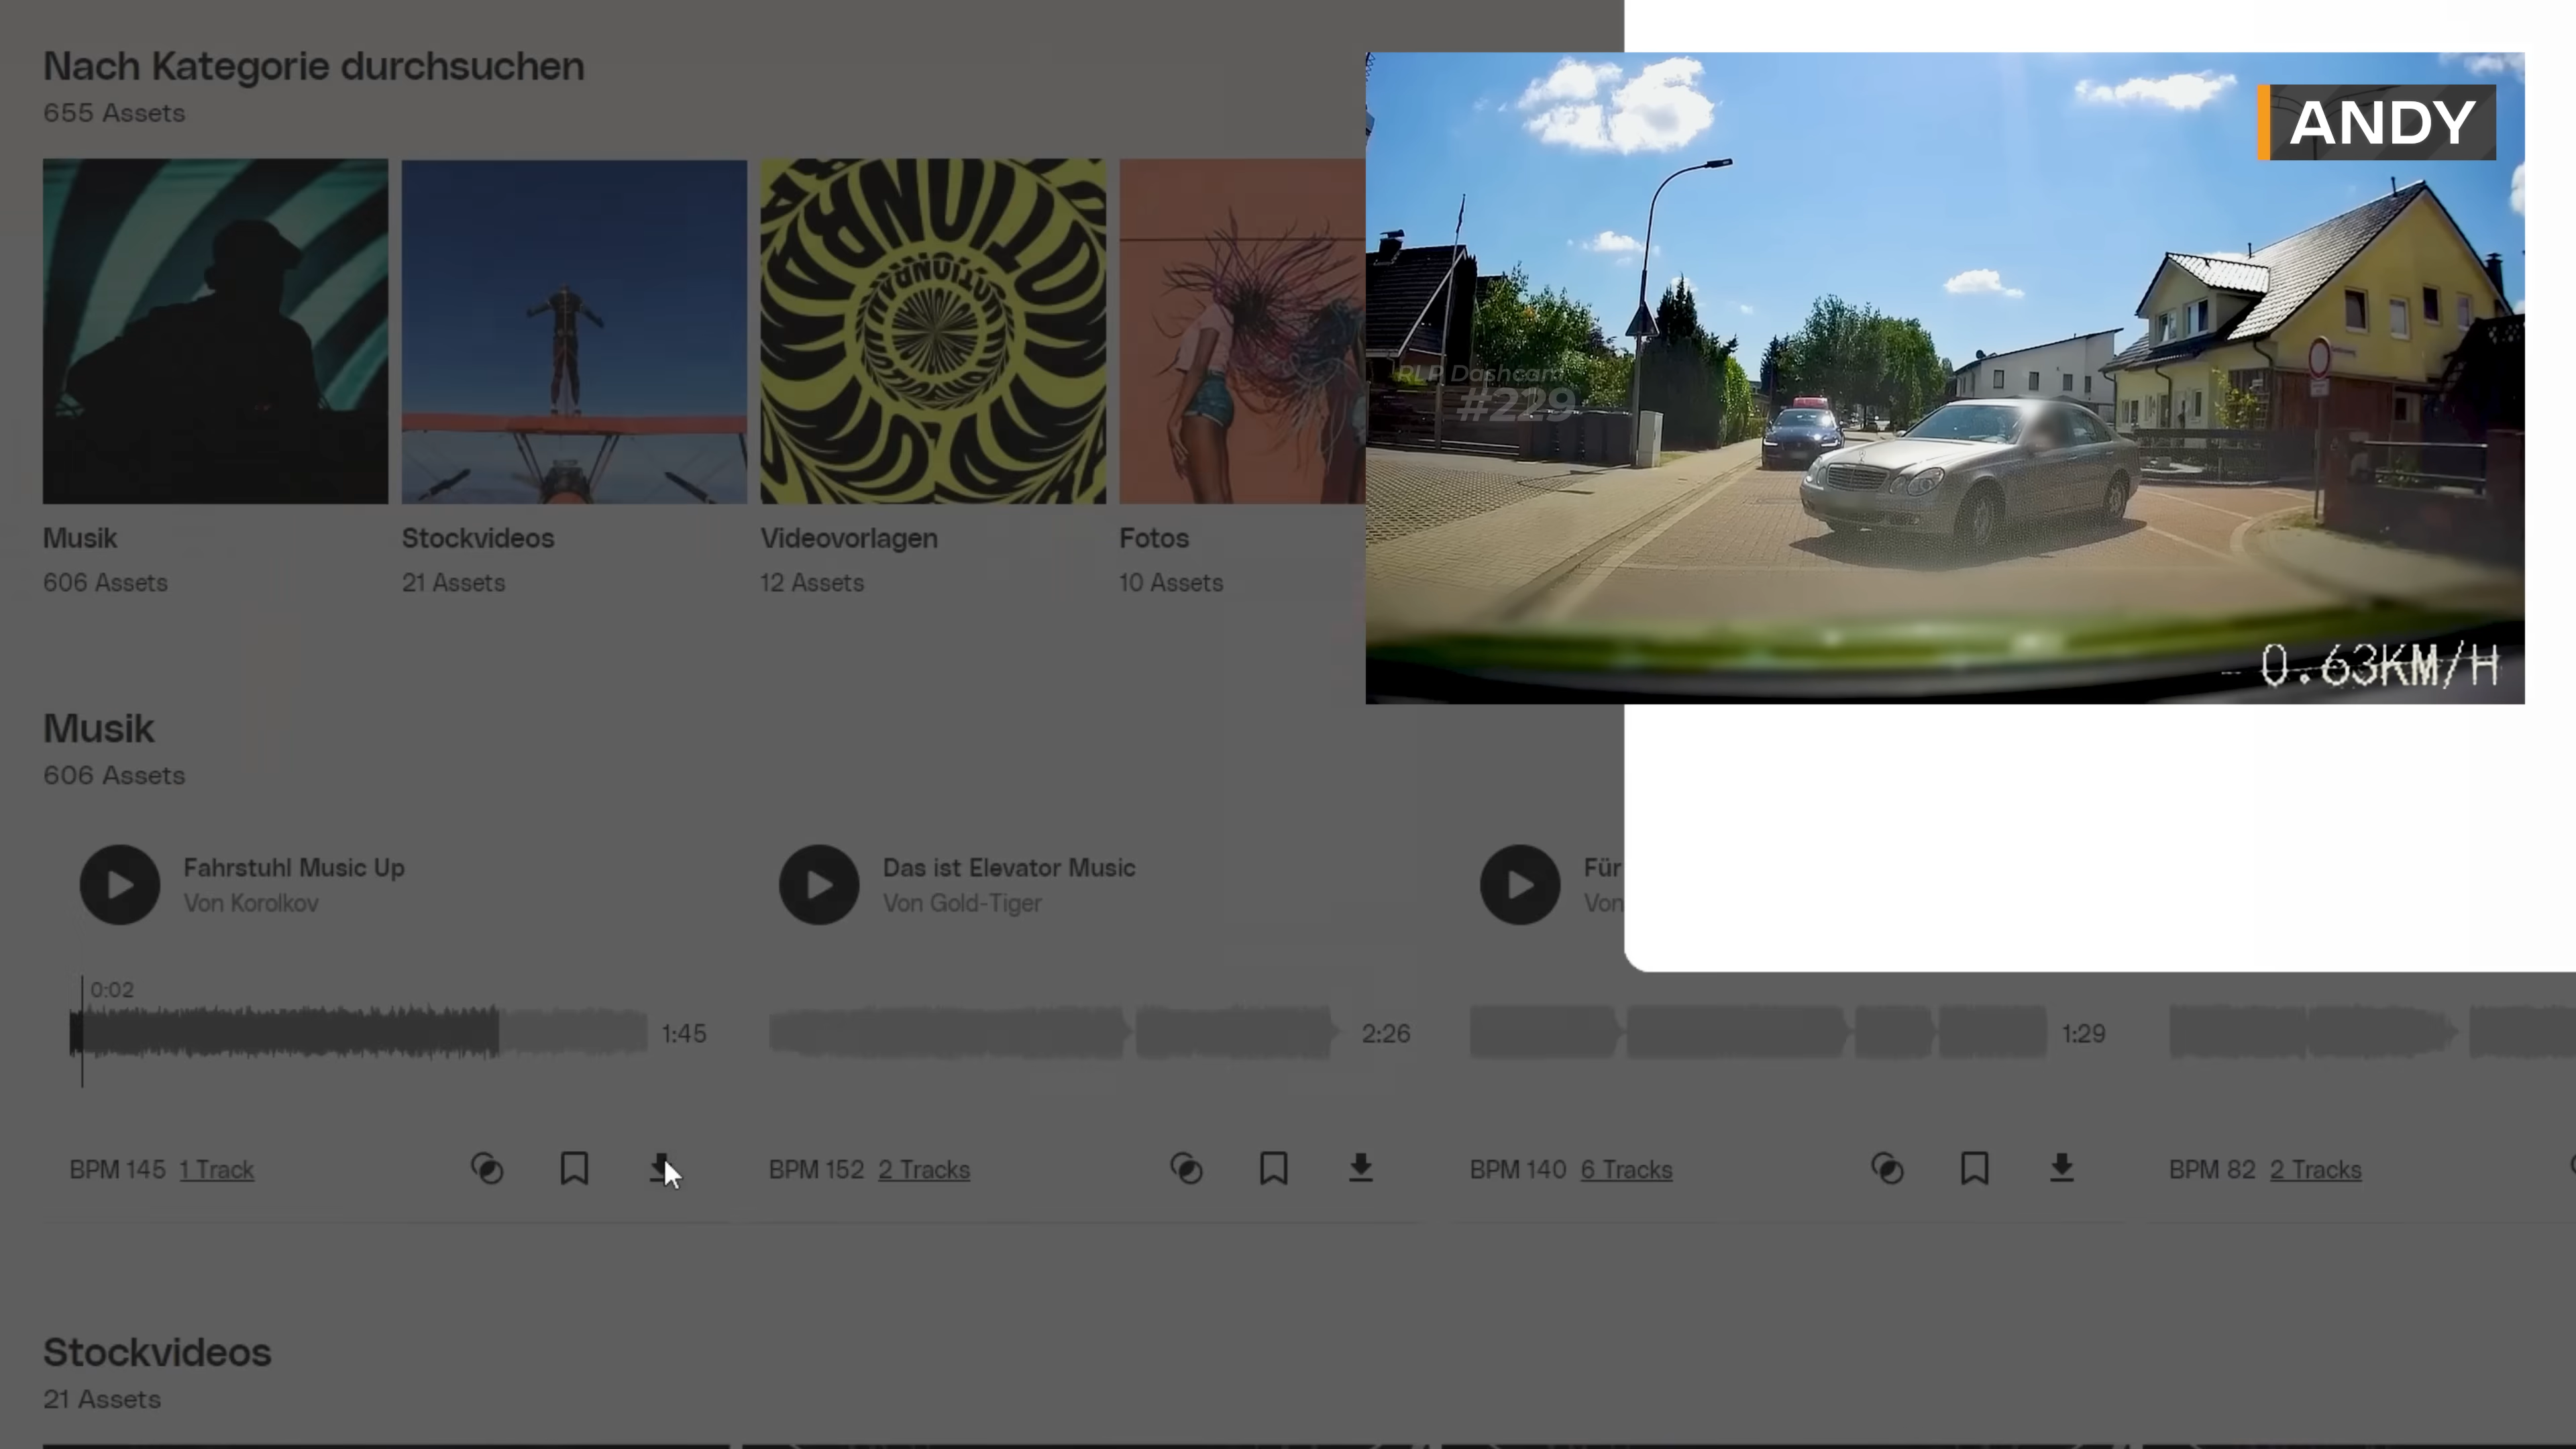 Nach Kategorie durchsuchen
655 Assets
Musik
606 Assets
Stockvideos
21 Assets
Videovorlagen
12 Assets
Fotos
10 Assets
ANDY
RLP Dashcam
#229
0.63KM/H
Musik
606 Assets
Fahrstuhl Music Up
Von Korolkov
Das ist Elevator Music
Von Gold-Tiger
Für
Von
0:02
1:45
2:26
1:29
BPM 145 1 Track
BPM 152 2 Tracks
BPM 140 6 Tracks
BPM 82 2 Tracks
Stockvideos
21 Assets